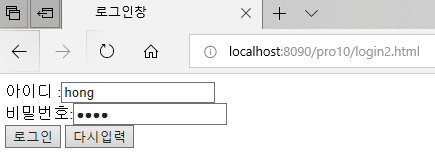 로그인창
localhost:8090/pro10/login2.html
아이디 :hong
비밀번호:●●●●
로그인 다시입력